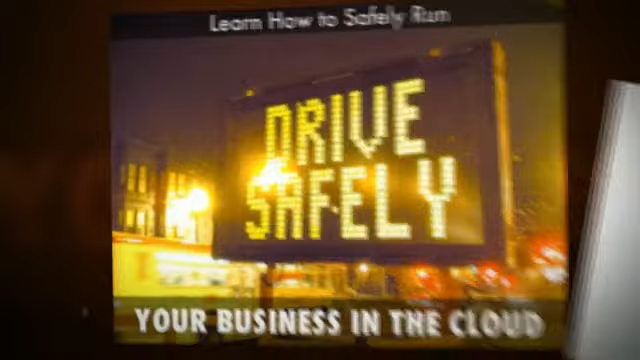 Learn How to Safely Run
DRIVE
SAFELY
YOUR BUSINESS IN THE CLOUD